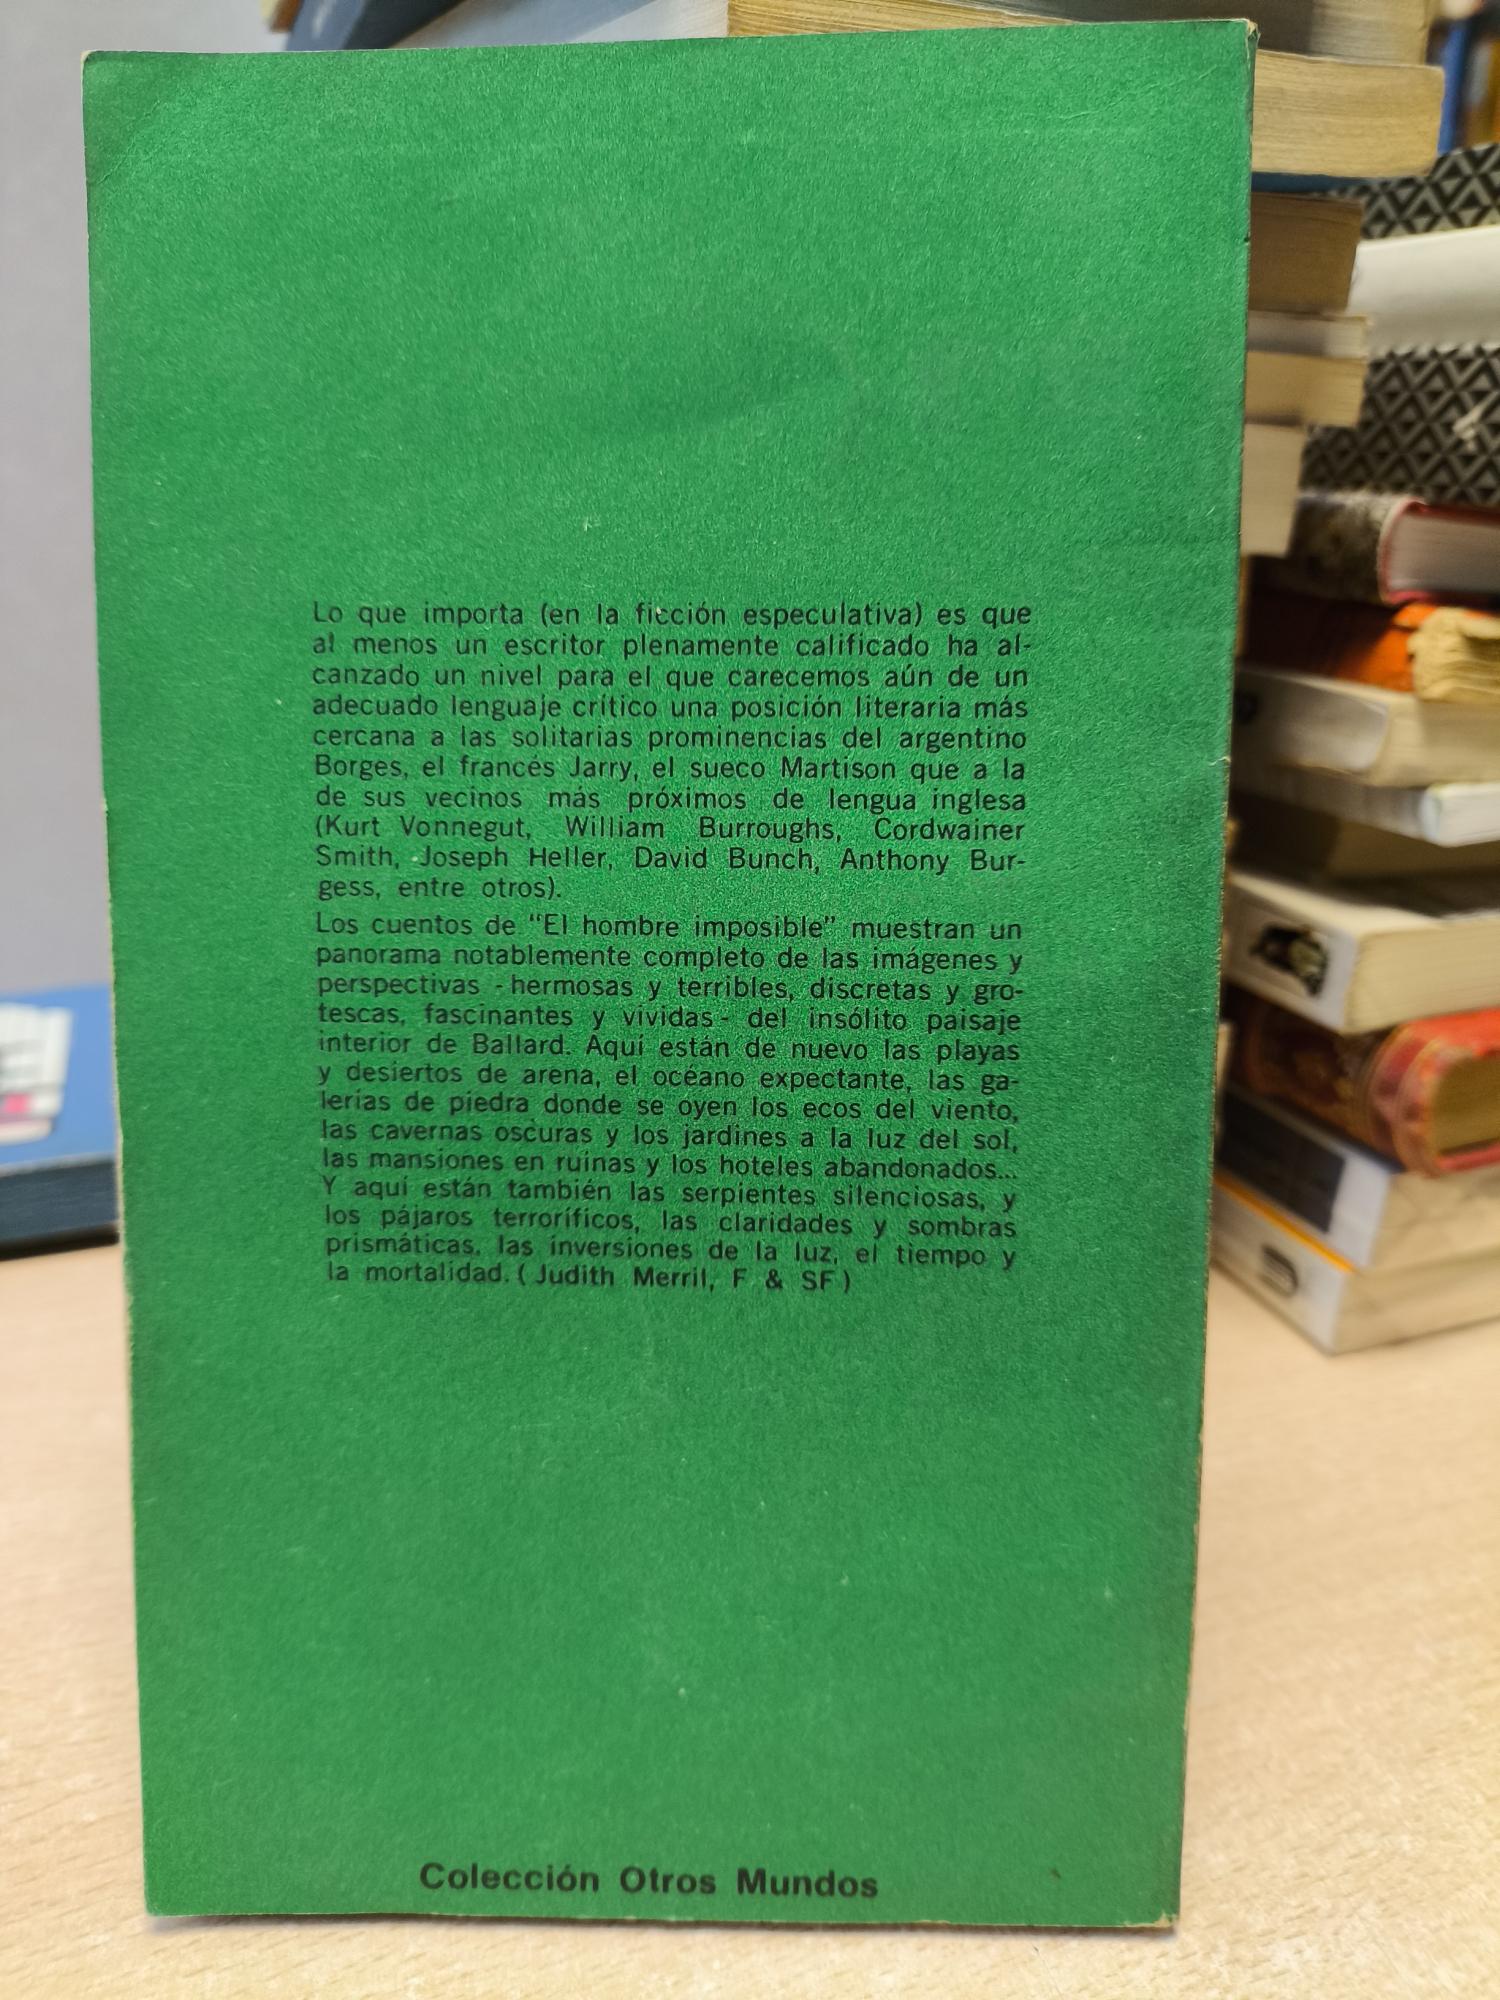 Lo que importa (en la ficción especulativa) es que
al menos un escritor plenamente calificado ha al-
canzado un nivel para el que carecemos aún de un
adecuado lenguaje crítico una posición literaria más
cercana a las solitarias prominencias del argentino
Borges, el francés Jarry, el sueco Martison que a la
de sus vecinos más próximos de lengua inglesa
(Kurt Vonnegut, William Burroughs, Cordwainer
Smith, Joseph Heller, David Bunch, Anthony Bur-
gess, entre otros).
Los cuentos de "El hombre imposible" muestran un
panorama notablemente completo de las imágenes y
perspectivas - hermosas y terribles, discretas y gro-
tescas, fascinantes y vividas - del insólito paisaje
interior de Ballard. Aquí están de nuevo las playas
y desiertos de arena, el océano expectante, las ga-
lerías de piedra donde se oyen los ecos del viento,
las cavernas oscuras y los jardines a la luz del sol,
las mansiones en ruinas y los hoteles abandonados...
Y aquí están también las serpientes silenciosas, y
los pájaros terroríficos, las claridades y sombras
prismáticas, las inversiones de la luz, el tiempo y
la mortalidad. ( Judith Merril, F & SF )
Colección Otros Mundos